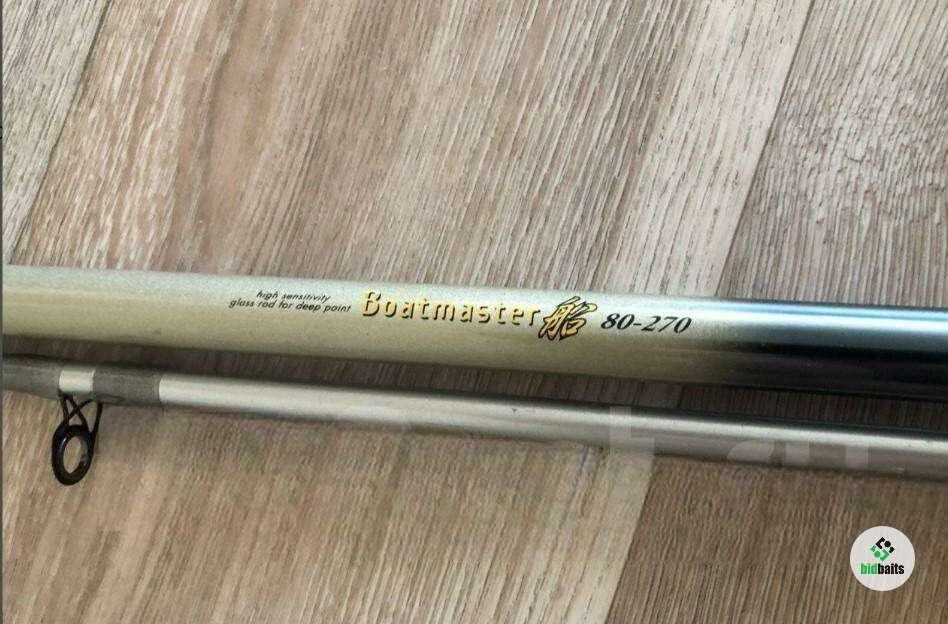 high sensitivity
glass rod for deep point
Boatmaster船 80-270
bidbaits